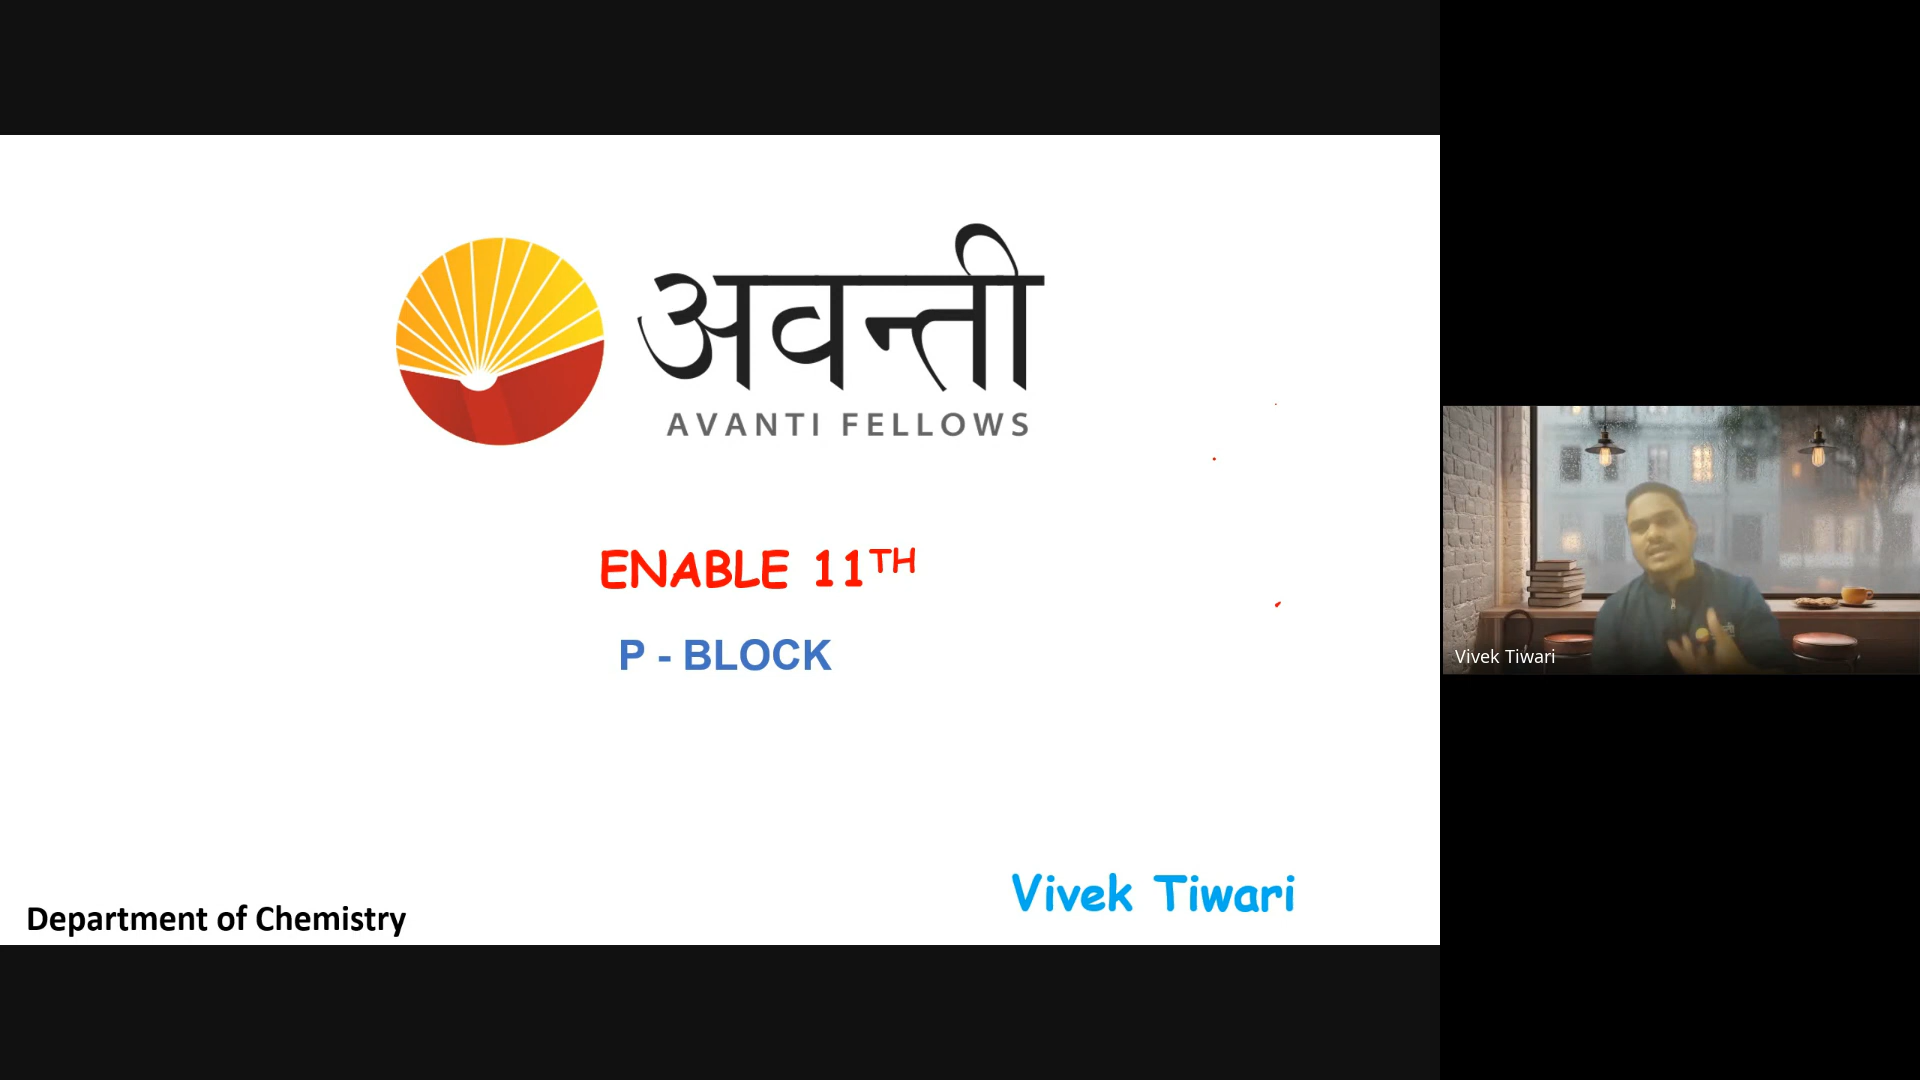 अवन्ती
AVANTI FELLOWS
ENABLE 11TH
P - BLOCK
Vivek Tiwari
Department of Chemistry
Vivek Tiwari